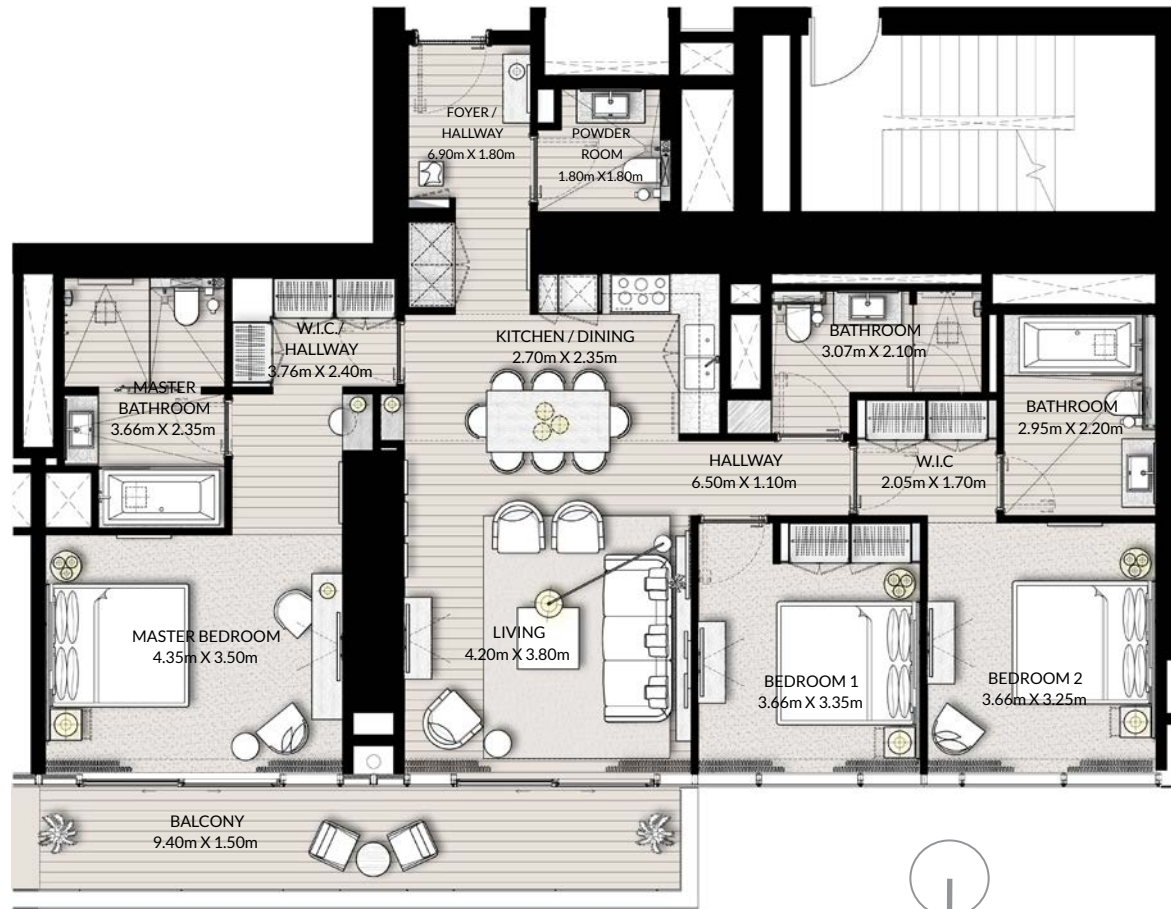 FOYER /
HALLWAY
6.90m X 1.80m
POWDER
ROOM
1.80m X1.80m
W.I.C./
HALLWAY
3.76m X 2.40m
KITCHEN / DINING
2.70m X 2.35m
BATHROOM
3.07m X 2.10m
MASTER
BATHROOM
3.66m X 2.35m
BATHROOM
2.95m X 2.20m
HALLWAY
6.50m X 1.10m
W.I.C
2.05m X 1.70m
MASTER BEDROOM
4.35m X 3.50m
LIVING
4.20m X 3.80m
BEDROOM 1
3.66m X 3.35m
BEDROOM 2
3.66m X 3.25m
BALCONY
9.40m X 1.50m